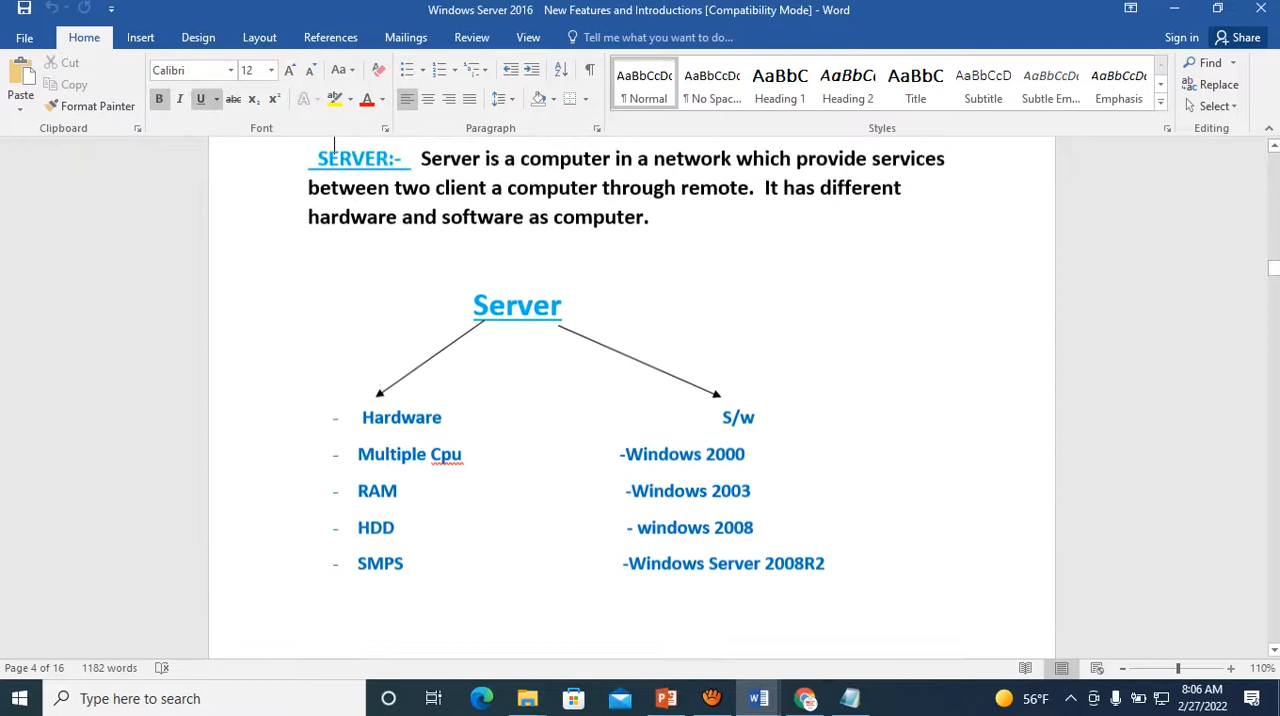 Windows Server 2016 New Features and Introductions [Compatibility Mode] - Word
File Home Insert Design Layout References Mailings Review View Tell me what you want to do... Sign in Share
Paste Cut Copy Format Painter
Calibri 12 Aa
B I U abc x₂ x² A A
AaBbCcDc AaBbCcDc AaBbC AaBbCc AaBbC AaBbCcD AaBbCcDc AaBbCcDc
¶ Normal ¶ No Spac... Heading 1 Heading 2 Title Subtitle Subtle Em... Emphasis
Find Replace Select
Clipboard Font Paragraph Styles Editing
SERVER:- Server is a computer in a network which provide services
between two client a computer through remote. It has different
hardware and software as computer.
Server
- Hardware S/w
- Multiple Cpu -Windows 2000
- RAM -Windows 2003
- HDD - windows 2008
- SMPS -Windows Server 2008R2
Page 4 of 16 1182 words 110%
Type here to search 56°F 8:06 AM
2/27/2022